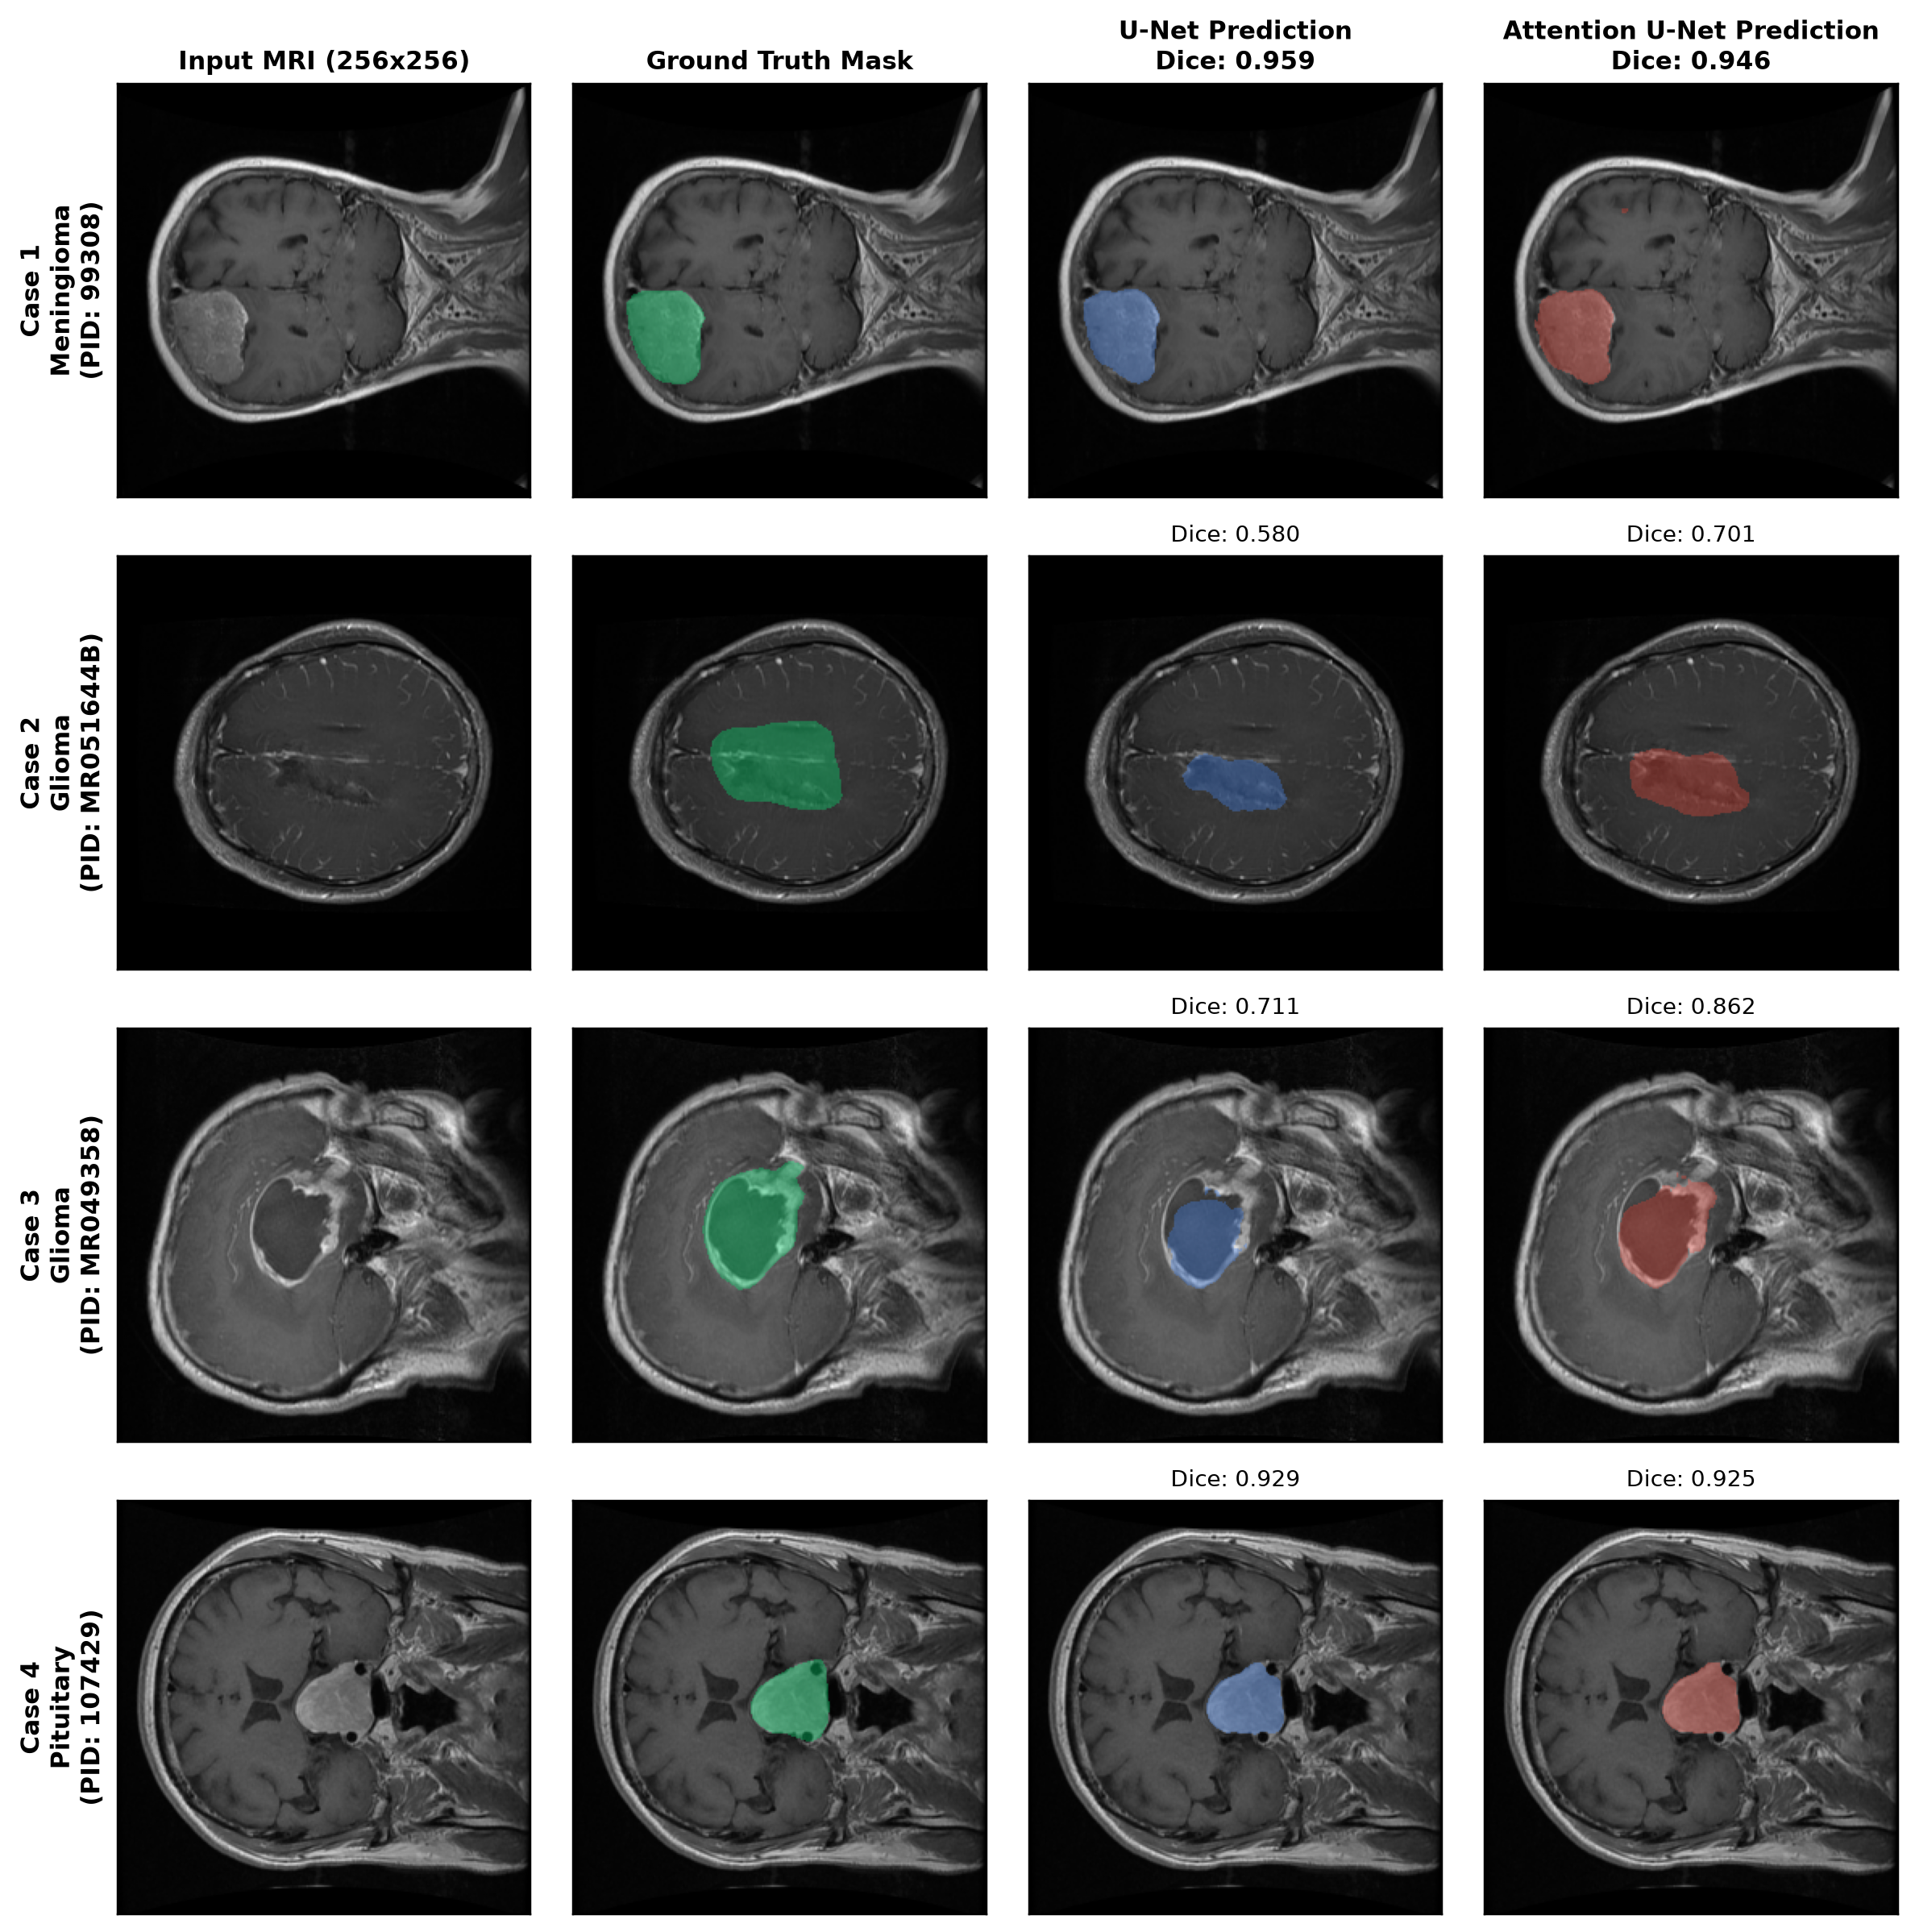 Input MRI (256x256)
Ground Truth Mask
U-Net Prediction
Dice: 0.959
Attention U-Net Prediction
Dice: 0.946
Case 1
Meningioma
(PID: 99308)
Dice: 0.580
Dice: 0.701
Case 2
Glioma
(PID: MR051644B)
Dice: 0.711
Dice: 0.862
Case 3
Glioma
(PID: MR049358)
Dice: 0.929
Dice: 0.925
Case 4
Pituitary
(PID: 107429)